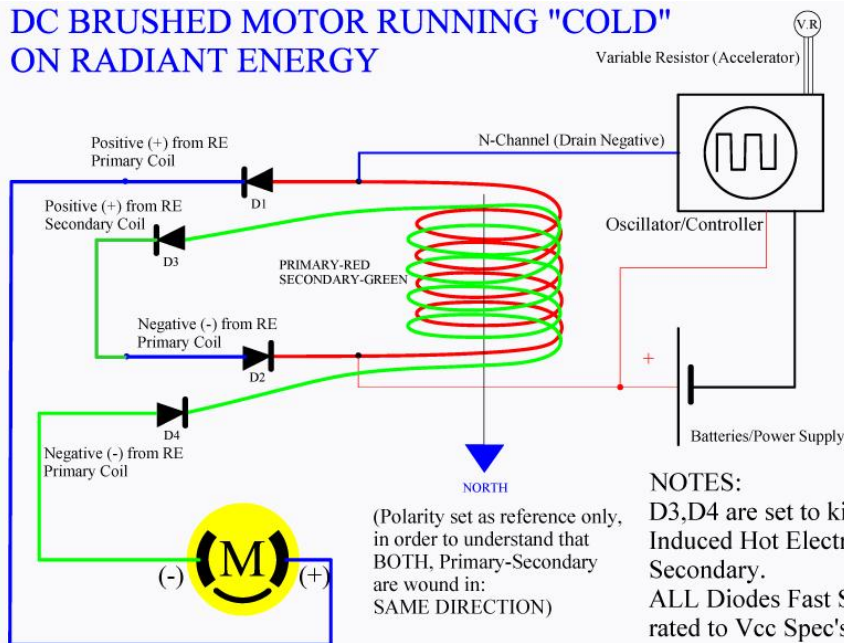 DC BRUSHED MOTOR RUNNING "COLD"
ON RADIANT ENERGY
V.R
Variable Resistor (Accelerator)
Positive (+) from RE
Primary Coil
N-Channel (Drain Negative)
D1
Positive (+) from RE
Secondary Coil
D3
Oscillator/Controller
PRIMARY-RED
SECONDARY-GREEN
Negative (-) from RE
Primary Coil
D2
+
D4
Negative (-) from RE
Primary Coil
Batteries/Power Supply
NORTH
NOTES:
(Polarity set as reference only,
in order to understand that
BOTH, Primary-Secondary
are wound in:
SAME DIRECTION)
D3,D4 are set to
Induced Hot
Secondary.
ALL Diodes Fast
rated to Vcc Spec's
(-)
M
(+)